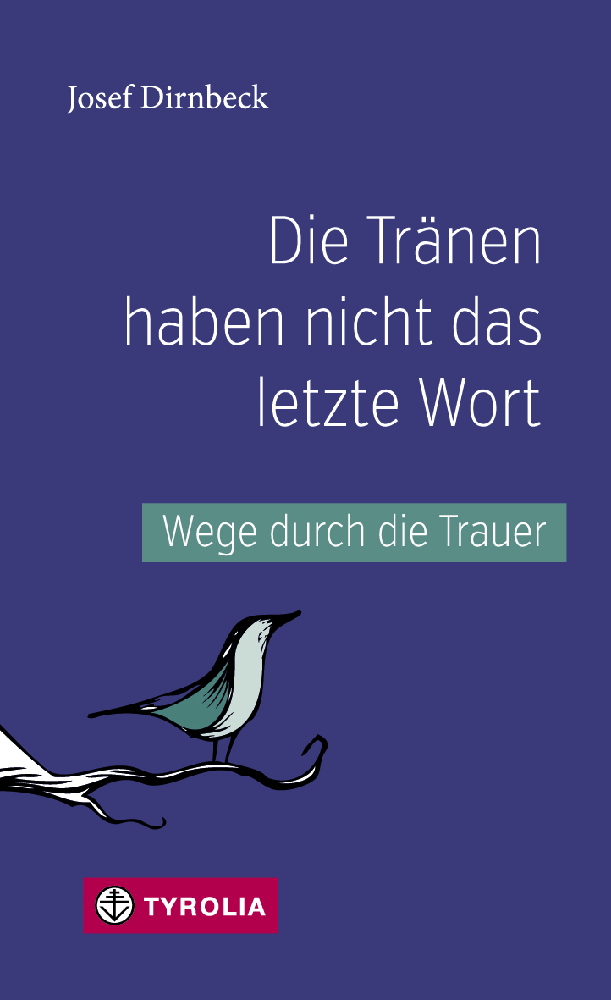 Josef Dirnbeck
Die Tränen
haben nicht das
letzte Wort
Wege durch die Trauer
TYROLIA